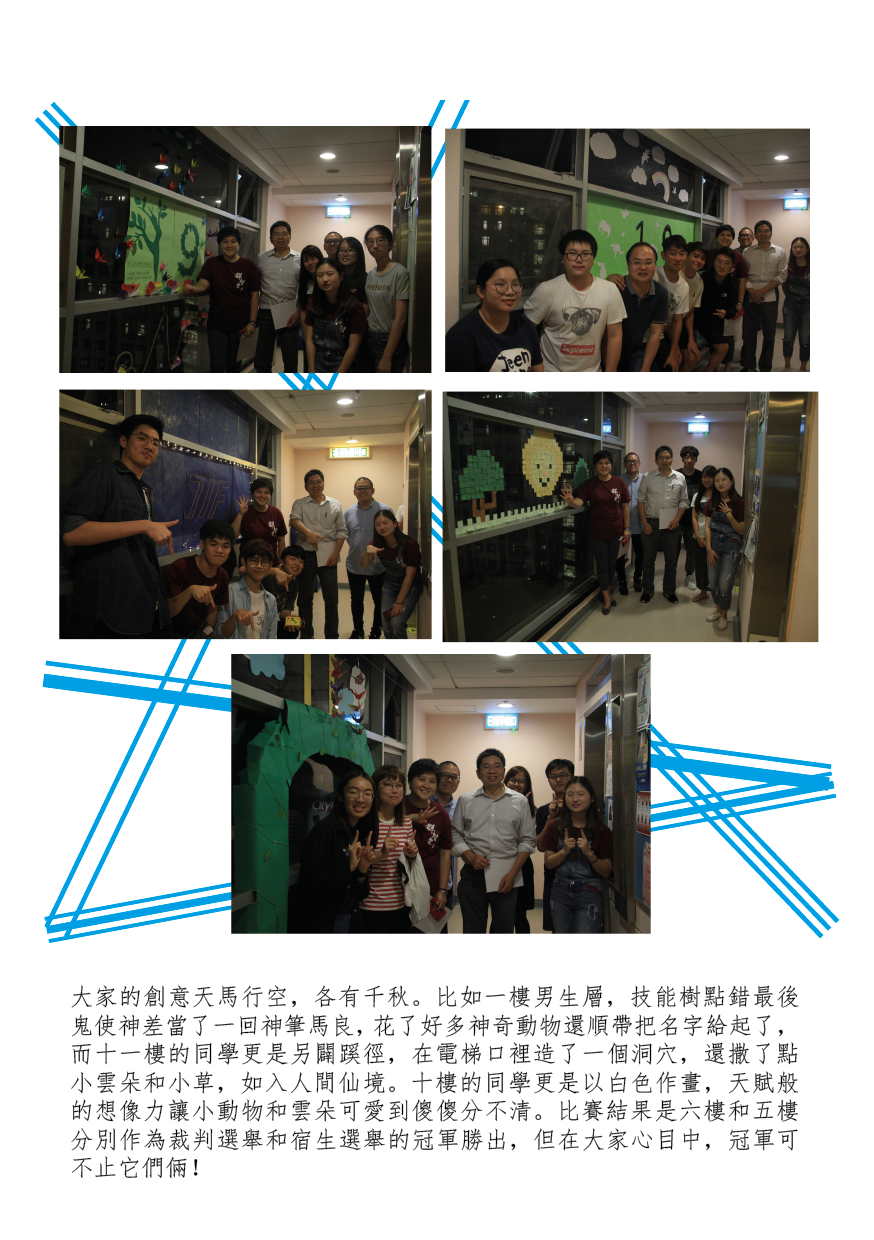 9
10
Jeen
Supreme
11F
City
大家的創意天馬行空，各有千秋。比如一樓男生層，技能樹點錯最後
鬼使神差當了一回神筆馬良，花了好多神奇動物還順帶把名字給起了，
而十一樓的同學更是另闢蹊徑，在電梯口裡造了一個洞穴，還撒了點
小雲朵和小草，如入人間仙境。十樓的同學更是以白色作畫，天賦般
的想像力讓小動物和雲朵可愛到傻傻分不清。比賽結果是六樓和五樓
分別作為裁判選舉和宿生選舉的冠軍勝出，但在大家心目中，冠軍可
不止它們倆！